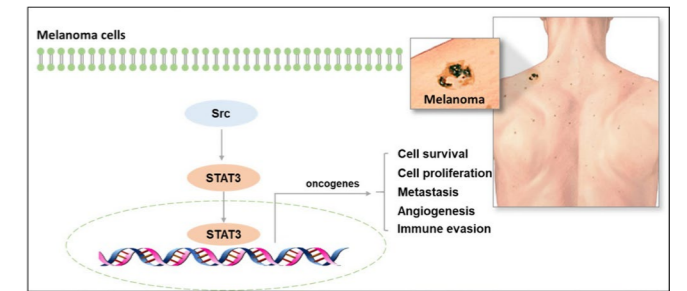 Melanoma cells
Melanoma
Src
STAT3
STAT3
oncogenes
Cell survival
Cell proliferation
Metastasis
Angiogenesis
Immune evasion